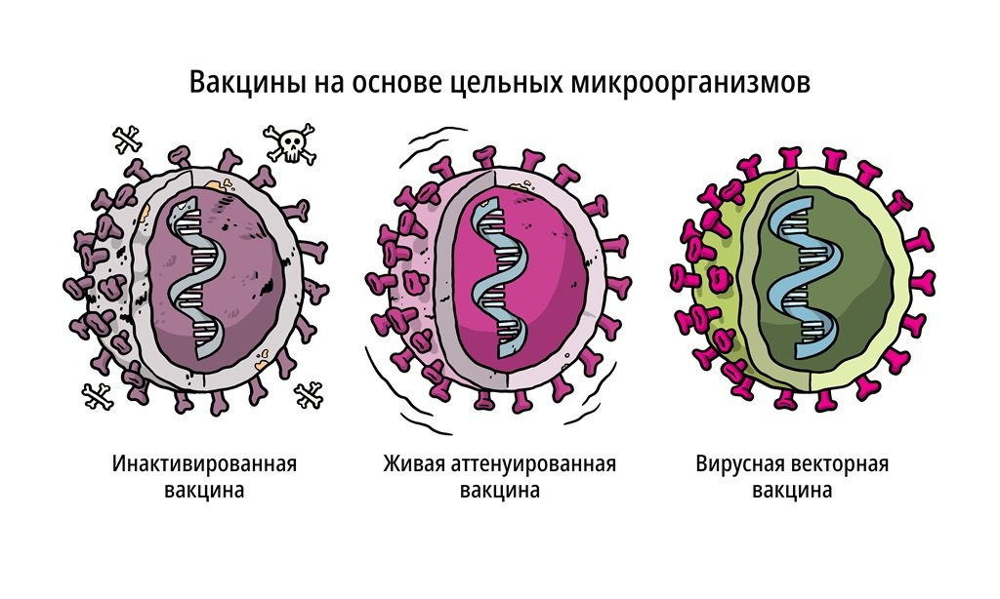 Вакцины на основе цельных микроорганизмов
Инактивированная
вакцина
Живая аттенуированная
вакцина
Вирусная векторная
вакцина